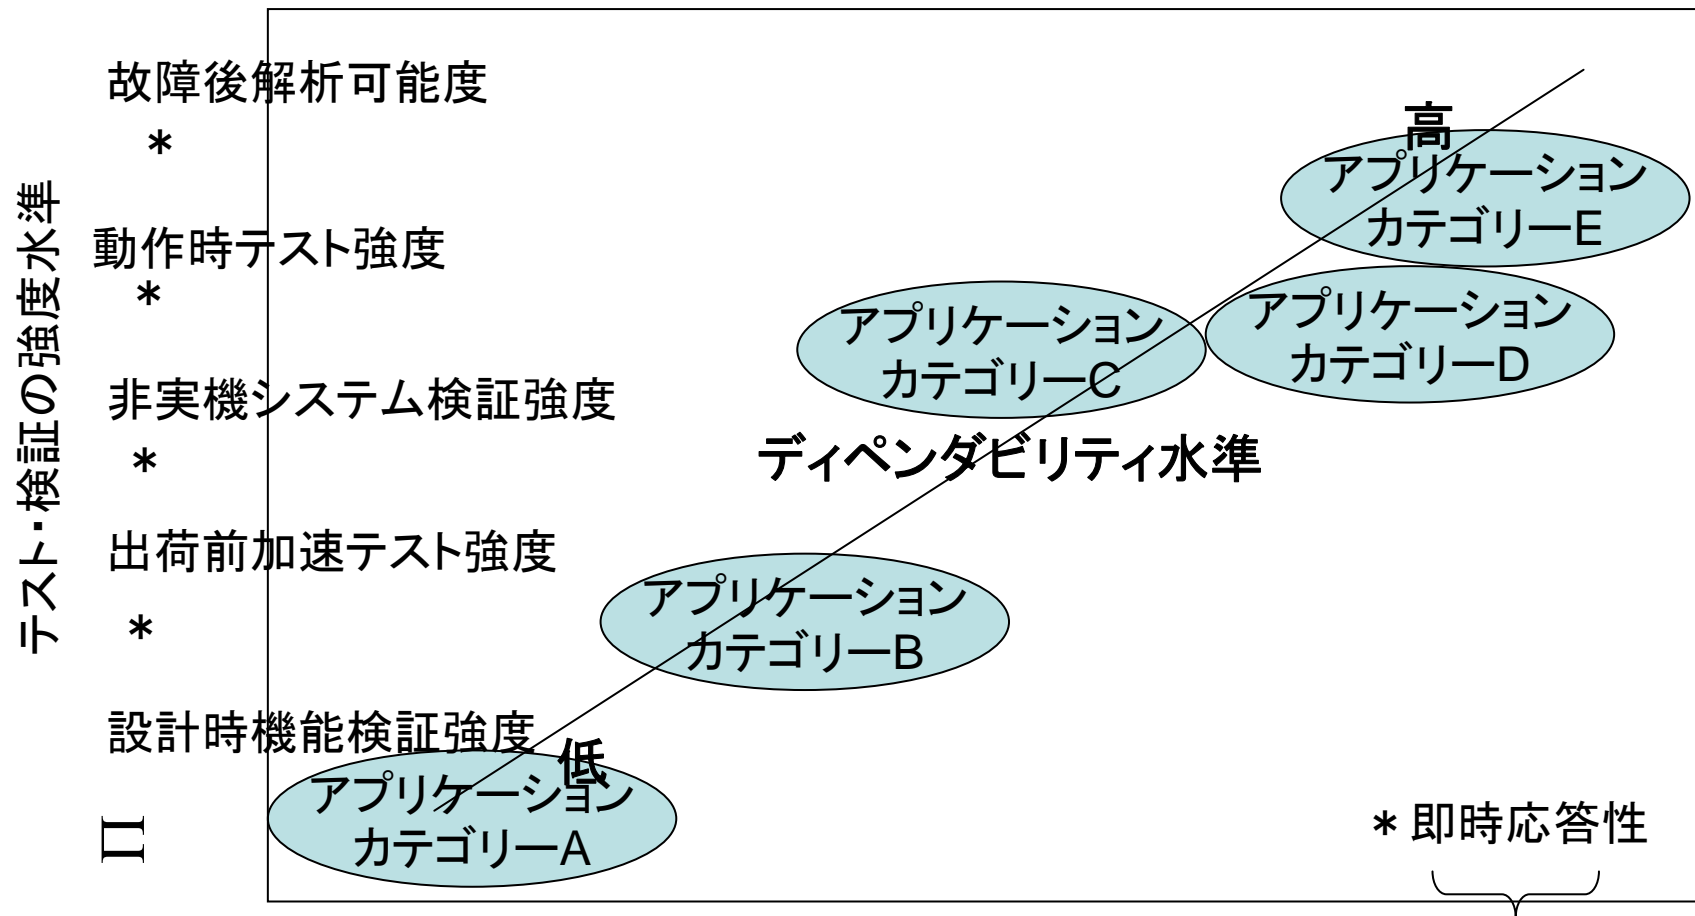 故障後解析可能度
*
動作時テスト強度
*
非実機システム検証強度
*
出荷前加速テスト強度
*
設計時機能検証強度
∏
テスト・検証の強度水準
高
アプリケーション
カテゴリーE
アプリケーション
カテゴリーD
アプリケーション
カテゴリーC
ディペンダビリティ水準
アプリケーション
カテゴリーB
低
アプリケーション
カテゴリーA
*即時応答性